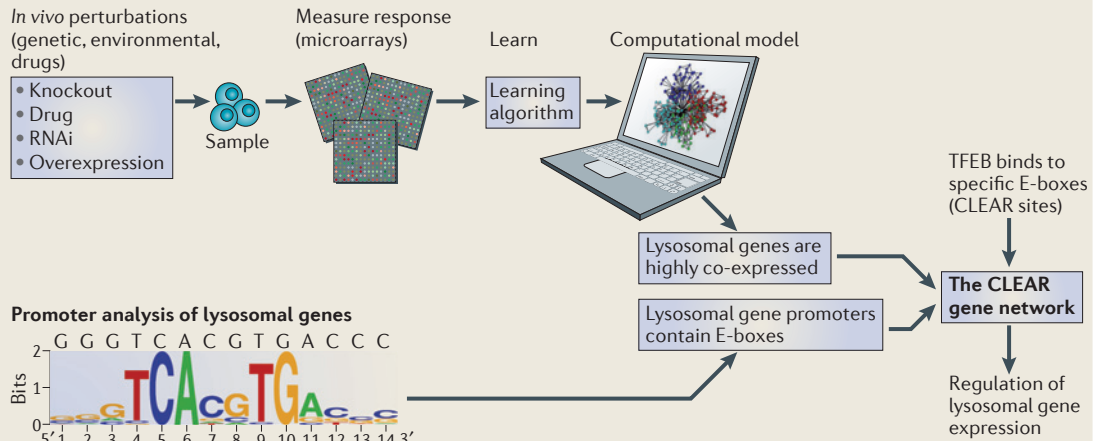 In vivo perturbations
(genetic, environmental,
drugs)
• Knockout
• Drug
• RNAi
• Overexpression
Sample
Measure response
(microarrays)
Learn
Learning
algorithm
Computational model
Lysosomal genes are
highly co-expressed
TFEB binds to
specific E-boxes
(CLEAR sites)
The CLEAR
gene network
Regulation of
lysosomal gene
expression
Lysosomal gene promoters
contain E-boxes
Promoter analysis of lysosomal genes
G G G T C A C G T G A C C C
Bits
2
1
0
TCACGTGAC
5′ 1 2 3 4 5 6 7 8 9 10 11 12 13 14 3′